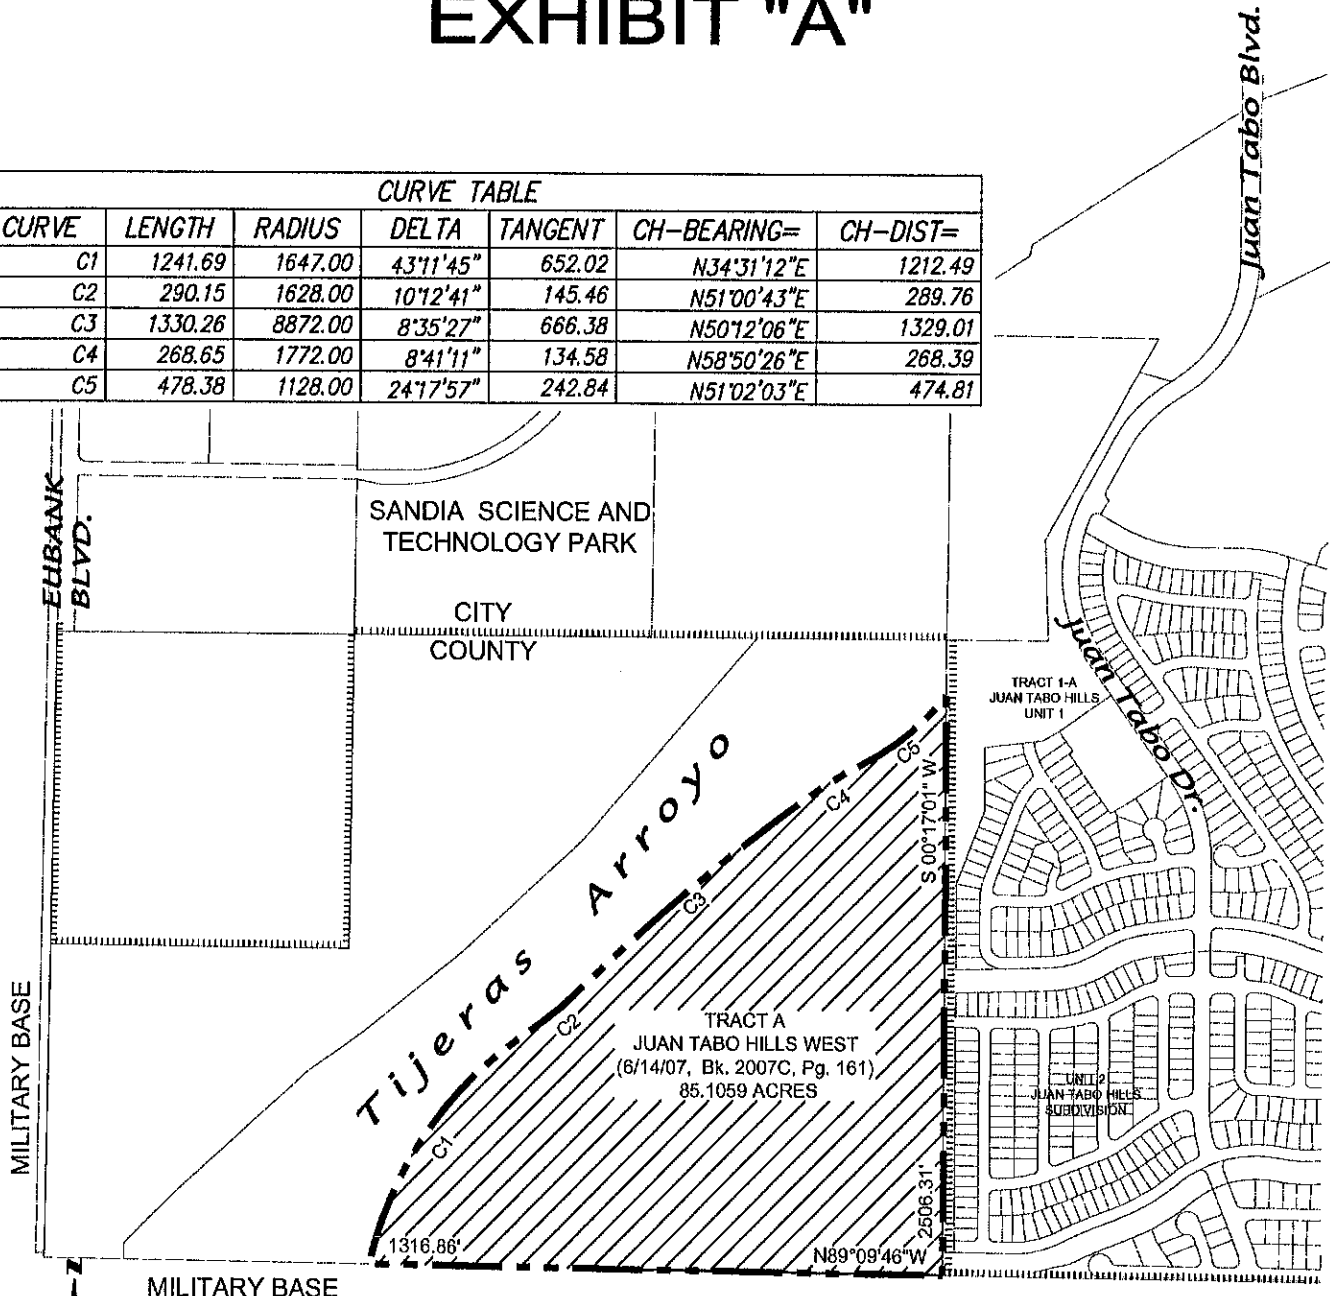 EXHIBIT "A"
Juan Tabo Blvd.
CURVE TABLE
CURVE LENGTH RADIUS DELTA TANGENT CH-BEARING= CH-DIST=
C1 1241.69 1647.00 43°11'45" 652.02 N34°31'12"E 1212.49
C2 290.15 1628.00 10°12'41" 145.46 N51°00'43"E 289.76
C3 1330.26 8872.00 8°35'27" 666.38 N50°12'06"E 1329.01
C4 268.65 1772.00 8°41'11" 134.58 N58°50'26"E 268.39
C5 478.38 1128.00 24°17'57" 242.84 N51°02'03"E 474.81
EUBANK
BLVD.
SANDIA SCIENCE AND
TECHNOLOGY PARK
CITY
COUNTY
Juan Tabo Dr.
TRACT 1-A
JUAN TABO HILLS
UNIT 1
Tijeras Arroyo
C5
C4
C3
C2
C1
S 00°17'01" W
2506.31'
TRACT A
JUAN TABO HILLS WEST
(6/14/07, Bk. 2007C, Pg. 161)
85.1059 ACRES
UNIT 2
JUAN TABO HILLS
SUBDIVISION
MILITARY BASE
1316.86'
N89°09'46"W
MILITARY BASE